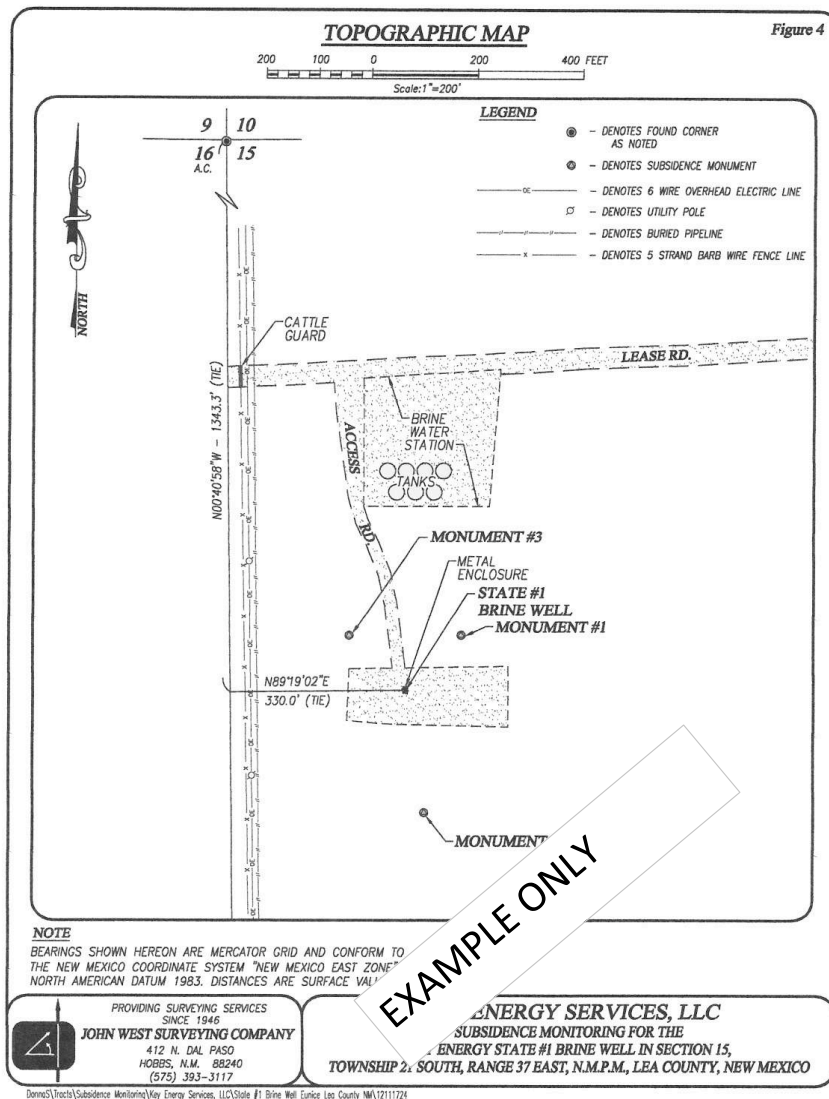 TOPOGRAPHIC MAP
Figure 4
200 100 0 200 400 FEET
Scale:1"=200'
LEGEND
- DENOTES FOUND CORNER
AS NOTED
- DENOTES SUBSIDENCE MONUMENT
OE - DENOTES 6 WIRE OVERHEAD ELECTRIC LINE
- DENOTES UTILITY POLE
- DENOTES BURIED PIPELINE
x - DENOTES 5 STRAND BARB WIRE FENCE LINE
9 10
16 15
A.C.
NORTH
CATTLE
GUARD
LEASE RD.
N00°40'58"W - 1343.3' (TIE)
ACCESS
RD.
BRINE
WATER
STATION
TANKS
MONUMENT #3
METAL
ENCLOSURE
STATE #1
BRINE WELL
MONUMENT #1
N89°19'02"E
330.0' (TIE)
MONUMENT
EXAMPLE ONLY
NOTE
BEARINGS SHOWN HEREON ARE MERCATOR GRID AND CONFORM TO
THE NEW MEXICO COORDINATE SYSTEM "NEW MEXICO EAST ZONE"
NORTH AMERICAN DATUM 1983. DISTANCES ARE SURFACE
PROVIDING SURVEYING SERVICES
SINCE 1946
JOHN WEST SURVEYING COMPANY
412 N. DAL PASO
HOBBS, N.M. 88240
(575) 393-3117
ENERGY SERVICES, LLC
SUBSIDENCE MONITORING FOR THE
ENERGY STATE #1 BRINE WELL IN SECTION 15,
TOWNSHIP 21 SOUTH, RANGE 37 EAST, N.M.P.M., LEA COUNTY, NEW MEXICO
DonnaS\Tracts\Subsidence Monitoring\Key Energy Services, LLC\State #1 Brine Well Eunice Lea County NM\12111724